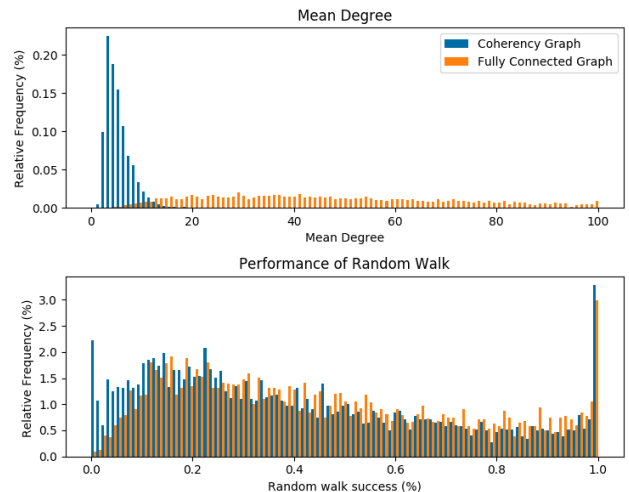 Mean Degree
Relative Frequency (%)
0.20
0.15
0.10
0.05
0.00
Coherency Graph
Fully Connected Graph
0 20 40 60 80 100
Mean Degree
Performance of Random Walk
Relative Frequency (%)
3.0
2.5
2.0
1.5
1.0
0.5
0.0
0.0 0.2 0.4 0.6 0.8 1.0
Random walk success (%)